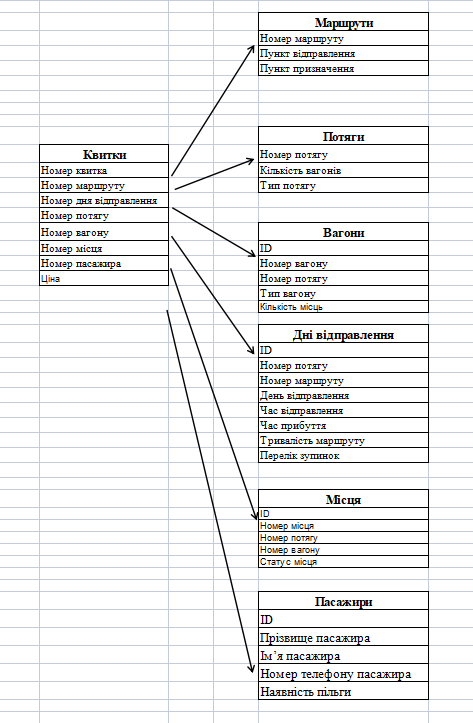 Маршрути
Номер маршруту
Пункт відправлення
Пункт призначення
Потяги
Номер потягу
Кількість вагонів
Тип потягу
Квитки
Номер квитка
Номер маршруту
Номер дня відправлення
Номер потягу
Номер вагону
Номер місця
Номер пасажира
Ціна
Вагони
ID
Номер вагону
Номер потягу
Тип вагону
Кількість місць
Дні відправлення
ID
Номер потягу
Номер маршруту
День відправлення
Час відправлення
Час прибуття
Тривалість маршруту
Перелік зупинок
Місця
ID
Номер місця
Номер потягу
Номер вагону
Статус місця
Пасажири
ID
Прізвище пасажира
Ім’я пасажира
Номер телефону пасажира
Наявність пільги